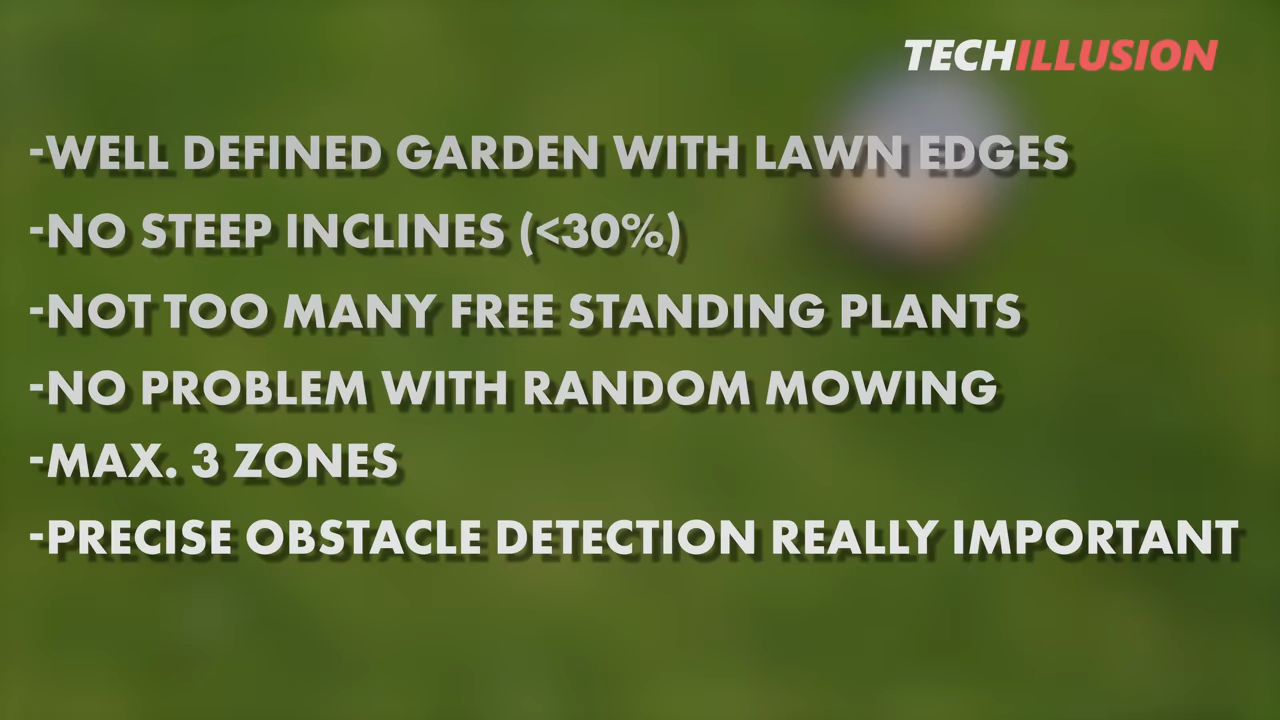 TECHILLUSION
-WELL DEFINED GARDEN WITH LAWN EDGES
-NO STEEP INCLINES (<30%)
-NOT TOO MANY FREE STANDING PLANTS
-NO PROBLEM WITH RANDOM MOWING
-MAX. 3 ZONES
-PRECISE OBSTACLE DETECTION REALLY IMPORTANT